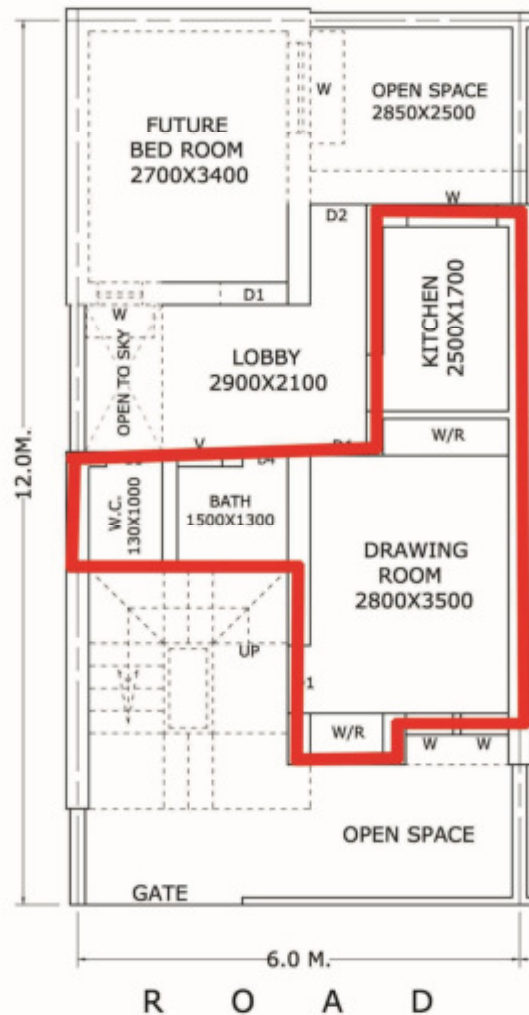 W
OPEN SPACE
2850X2500
FUTURE
BED ROOM
2700X3400
W
D2
D1
W
OPEN TO SKY
LOBBY
2900X2100
KITCHEN
2500X1700
W/R
12.0M.
V
D4
W.C.
130X1000
BATH
1500X1300
DRAWING
ROOM
2800X3500
UP
W/R
W
W
OPEN SPACE
GATE
6.0 M.
R O A D